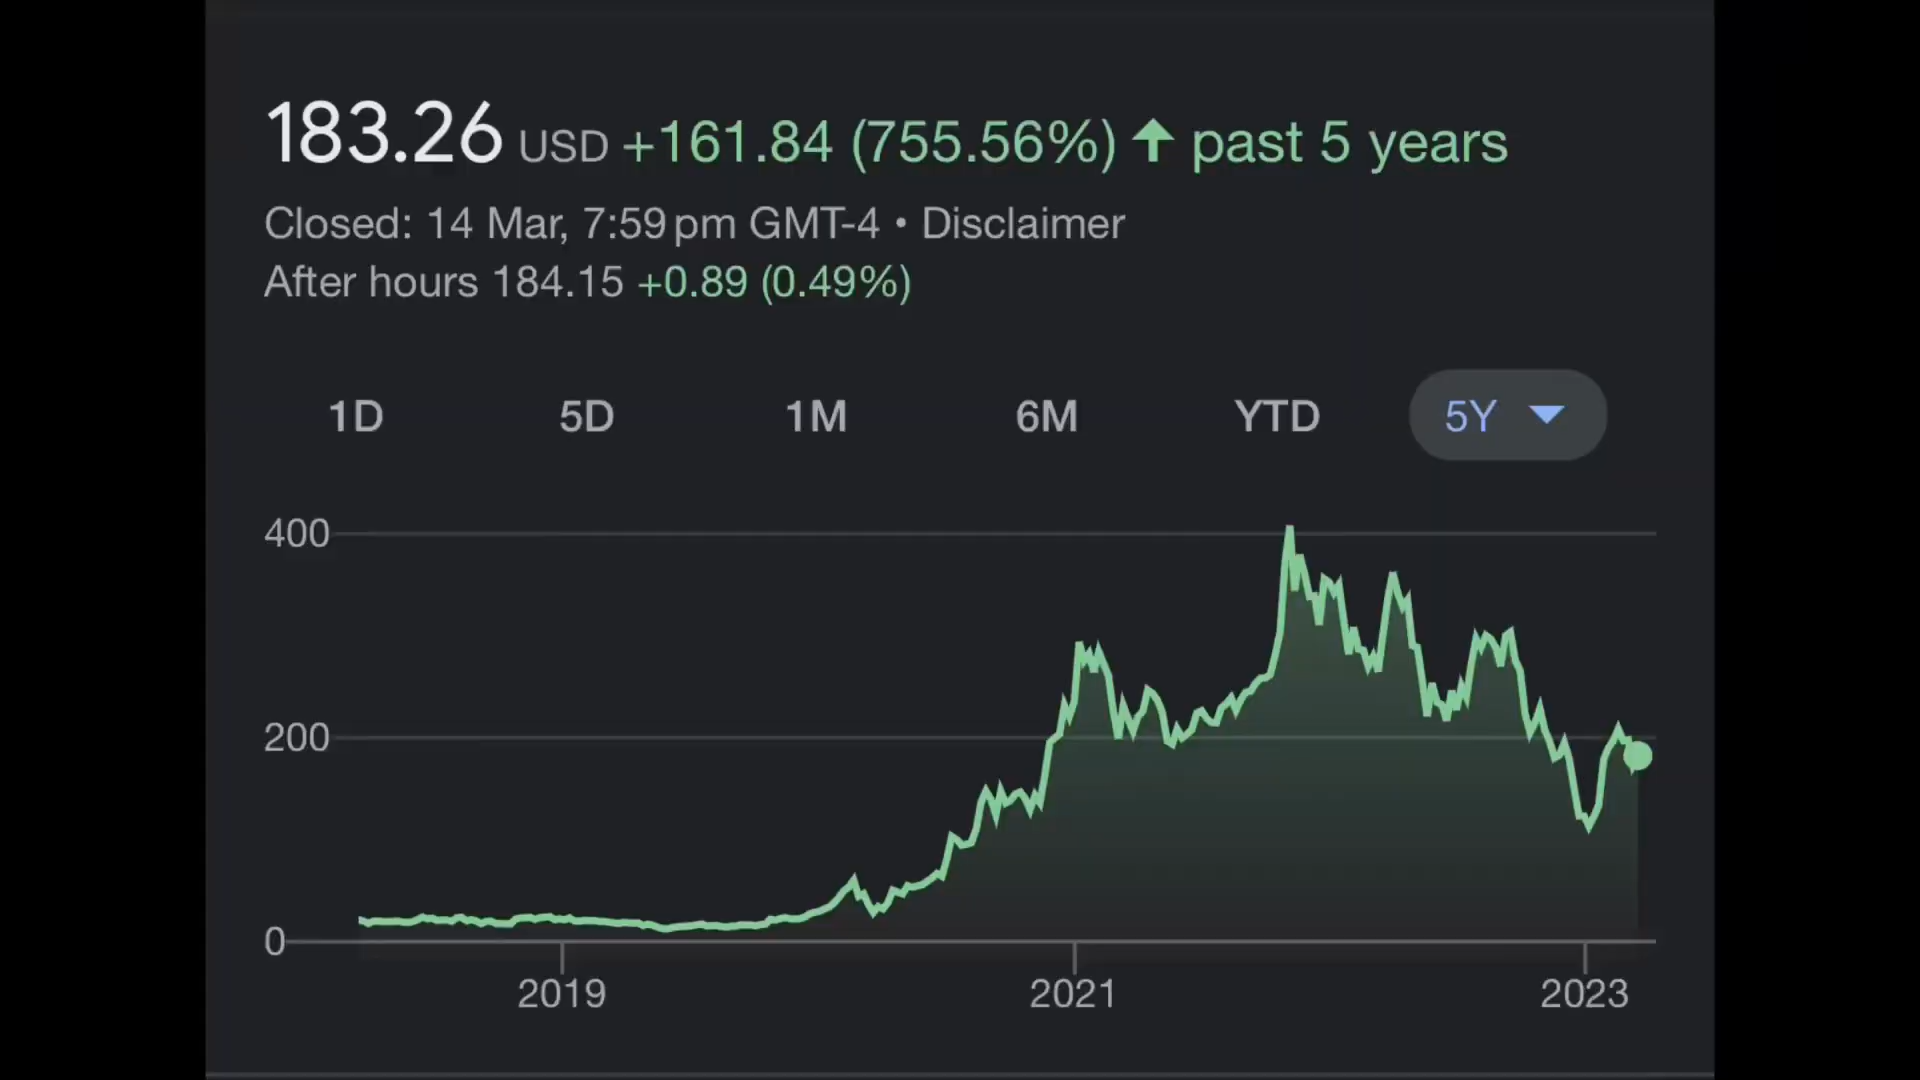 183.26 USD +161.84 (755.56%) ↑ past 5 years
Closed: 14 Mar, 7:59 pm GMT-4 • Disclaimer
After hours 184.15 +0.89 (0.49%)
1D 5D 1M 6M YTD 5Y
400
200
0
2019 2021 2023